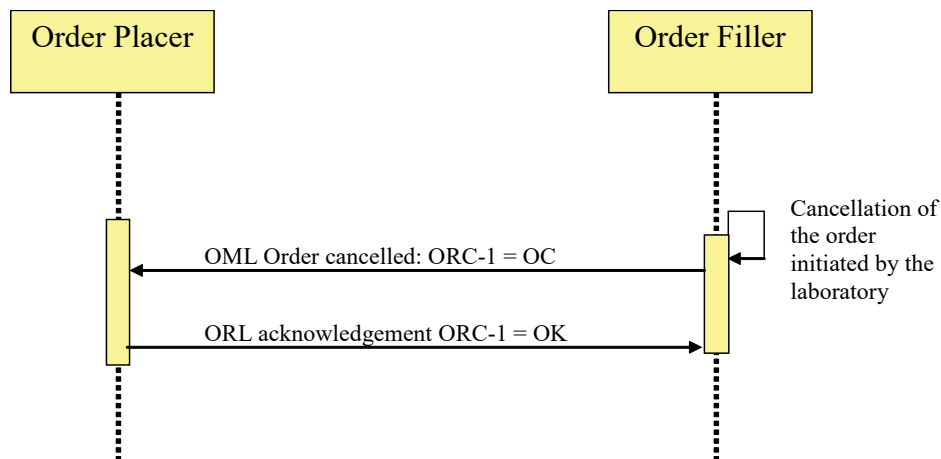 Order Placer
Order Filler
Cancellation of
the order
initiated by the
laboratory
OML Order cancelled: ORC-1 = OC
ORL acknowledgement ORC-1 = OK